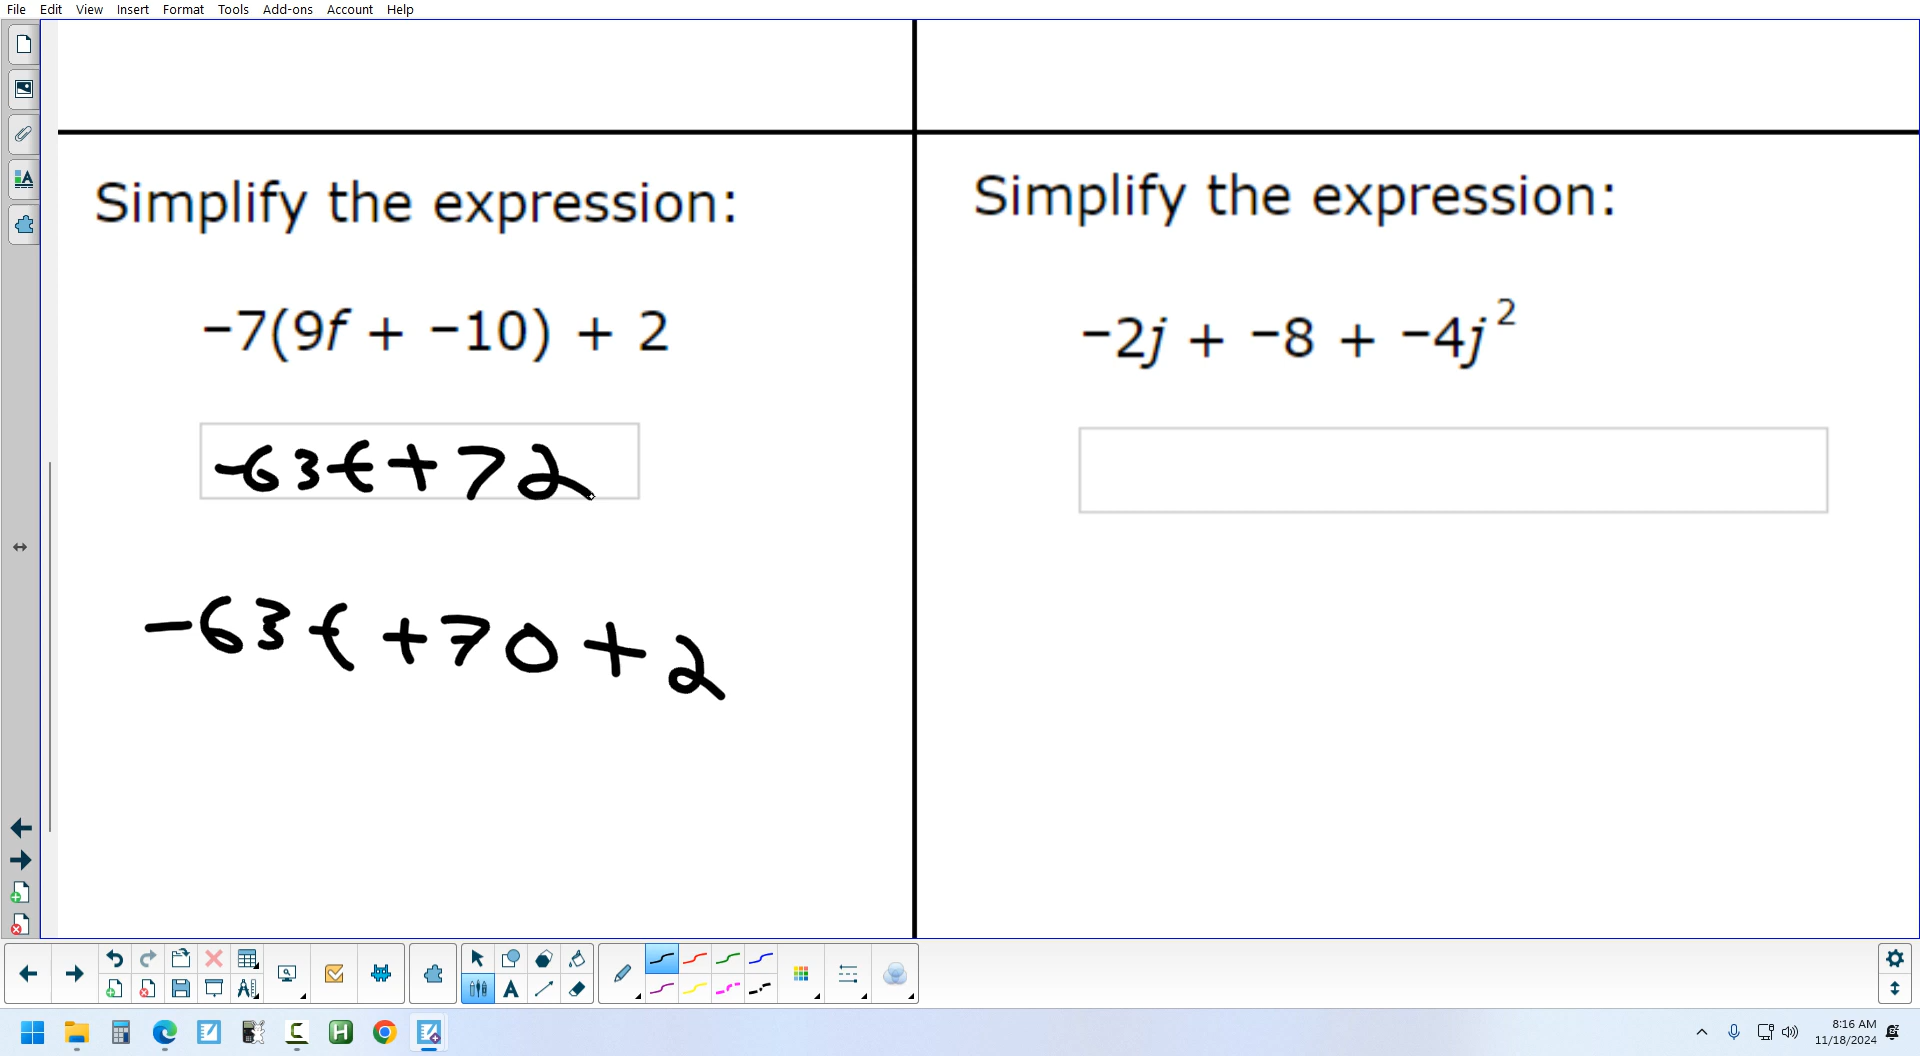 File Edit View Insert Format Tools Add-ons Account Help
Simplify the expression:
−7(9f + −10) + 2
-63f+72
-63f+70+2
Simplify the expression:
−2j + −8 + −4j²
8:16 AM
11/18/2024